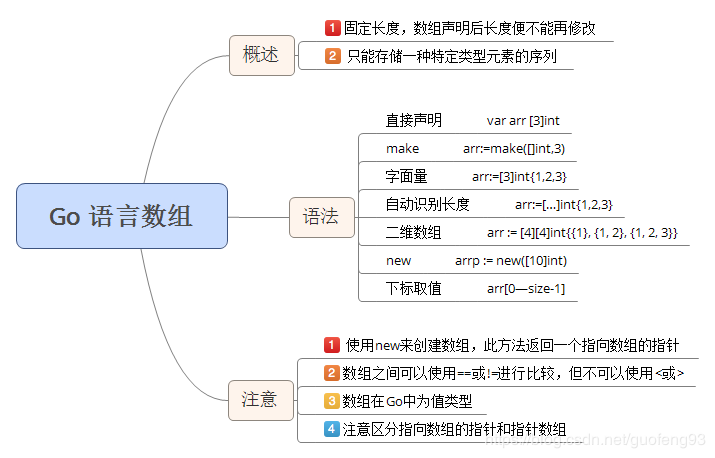 Go 语言数组
概述
1 固定长度，数组声明后长度便不能再修改
2 只能存储一种特定类型元素的序列
语法
直接声明 var arr [3]int
make arr:=make([]int,3)
字面量 arr:=[3]int{1,2,3}
自动识别长度 arr:=[...]int{1,2,3}
二维数组 arr := [4][4]int{{1}, {1, 2}, {1, 2, 3}}
new arrp := new([10]int)
下标取值 arr[0—size-1]
注意
1 使用new来创建数组，此方法返回一个指向数组的指针
2 数组之间可以使用==或!=进行比较，但不可以使用<或>
3 数组在Go中为值类型
4 注意区分指向数组的指针和指针数组
https://blog.csdn.net/guofeng93